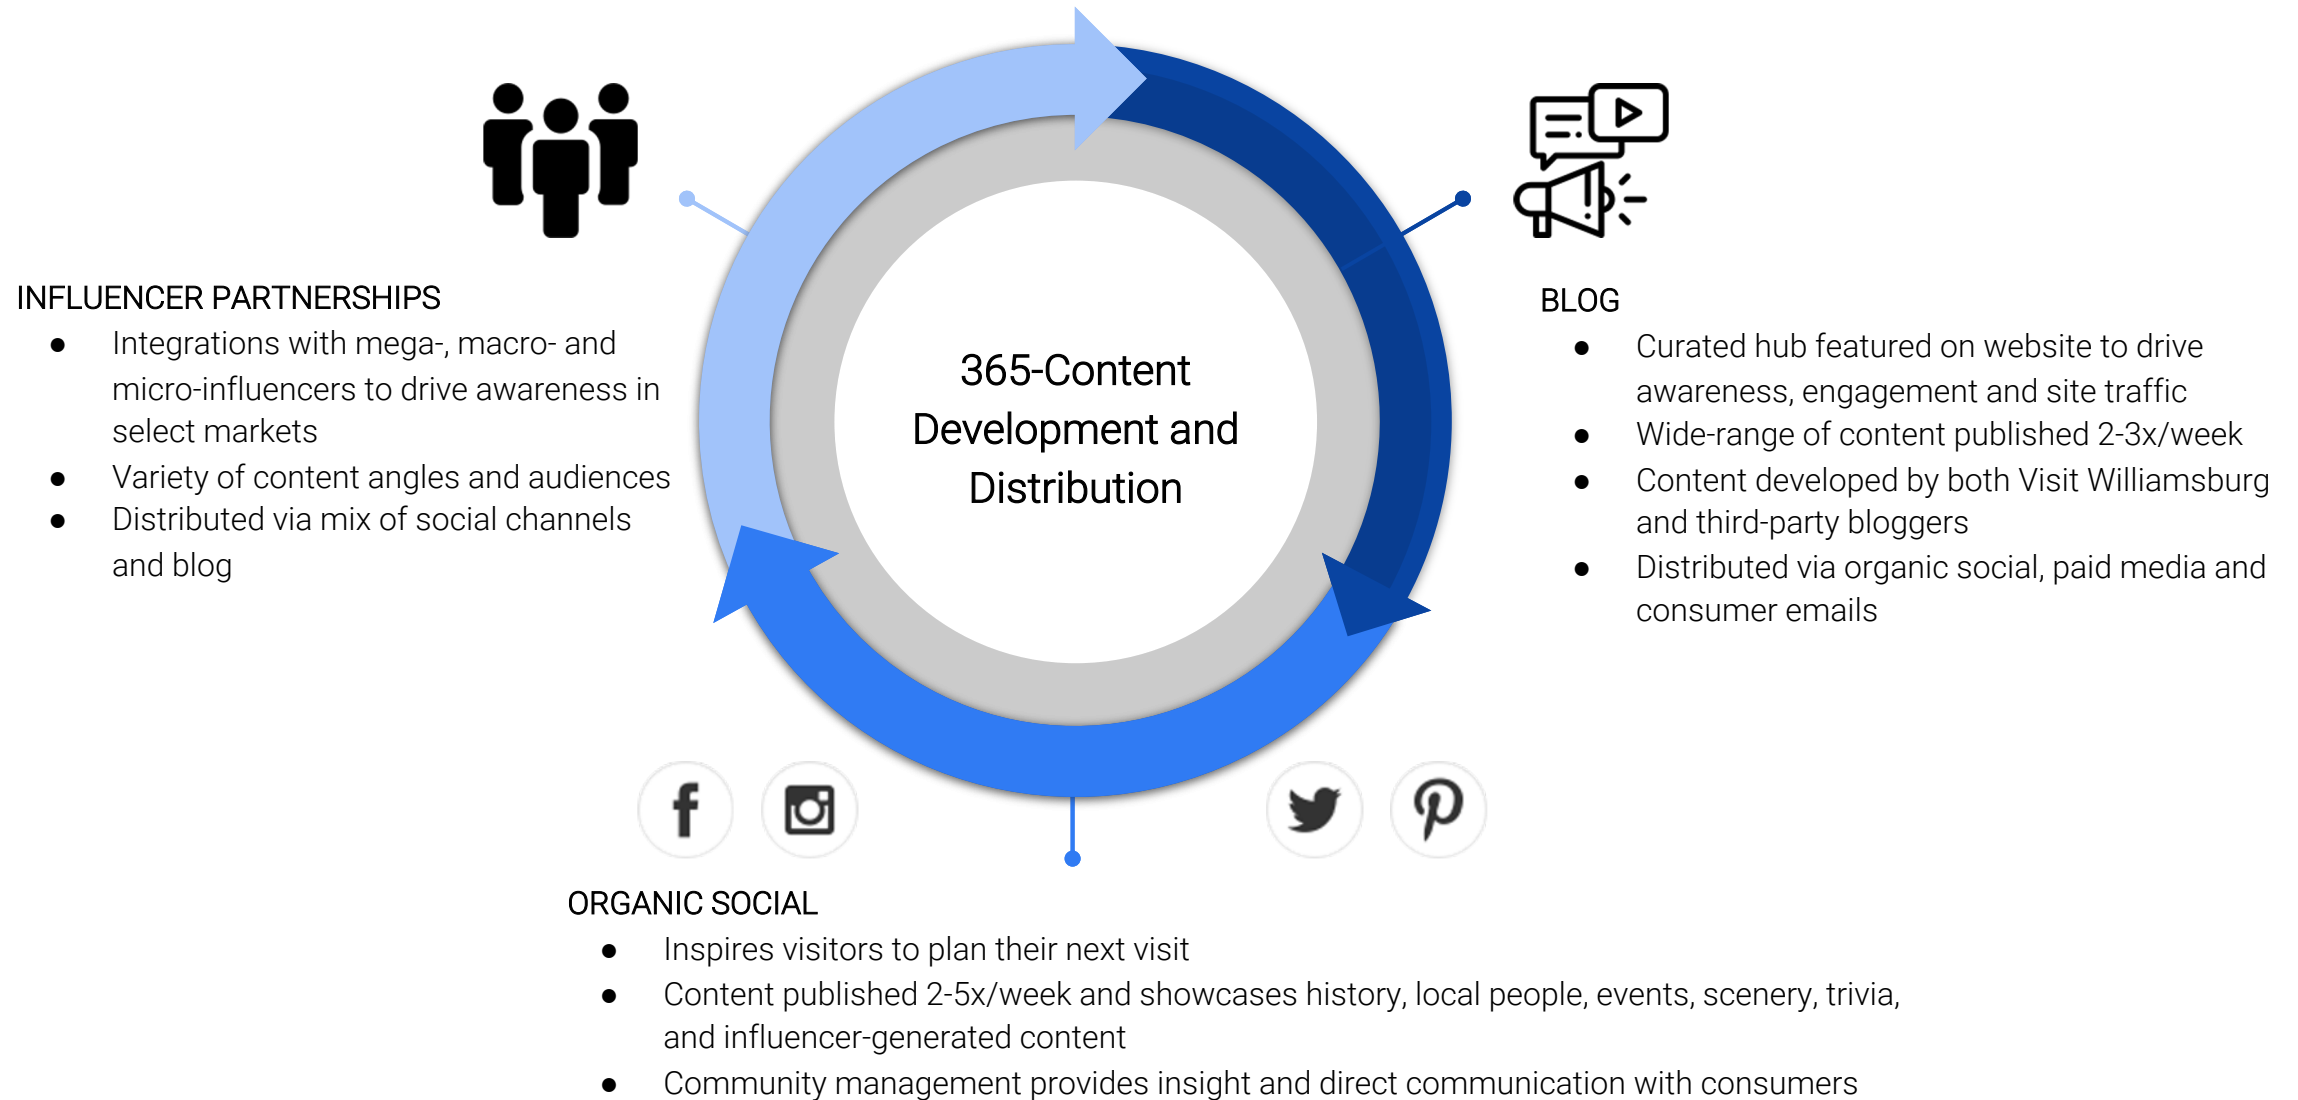 365-Content
Development and
Distribution
INFLUENCER PARTNERSHIPS
● Integrations with mega-, macro- and
micro-influencers to drive awareness in
select markets
● Variety of content angles and audiences
● Distributed via mix of social channels
and blog
BLOG
● Curated hub featured on website to drive
awareness, engagement and site traffic
● Wide-range of content published 2-3x/week
● Content developed by both Visit Williamsburg
and third-party bloggers
● Distributed via organic social, paid media and
consumer emails
ORGANIC SOCIAL
● Inspires visitors to plan their next visit
● Content published 2-5x/week and showcases history, local people, events, scenery, trivia,
and influencer-generated content
● Community management provides insight and direct communication with consumers